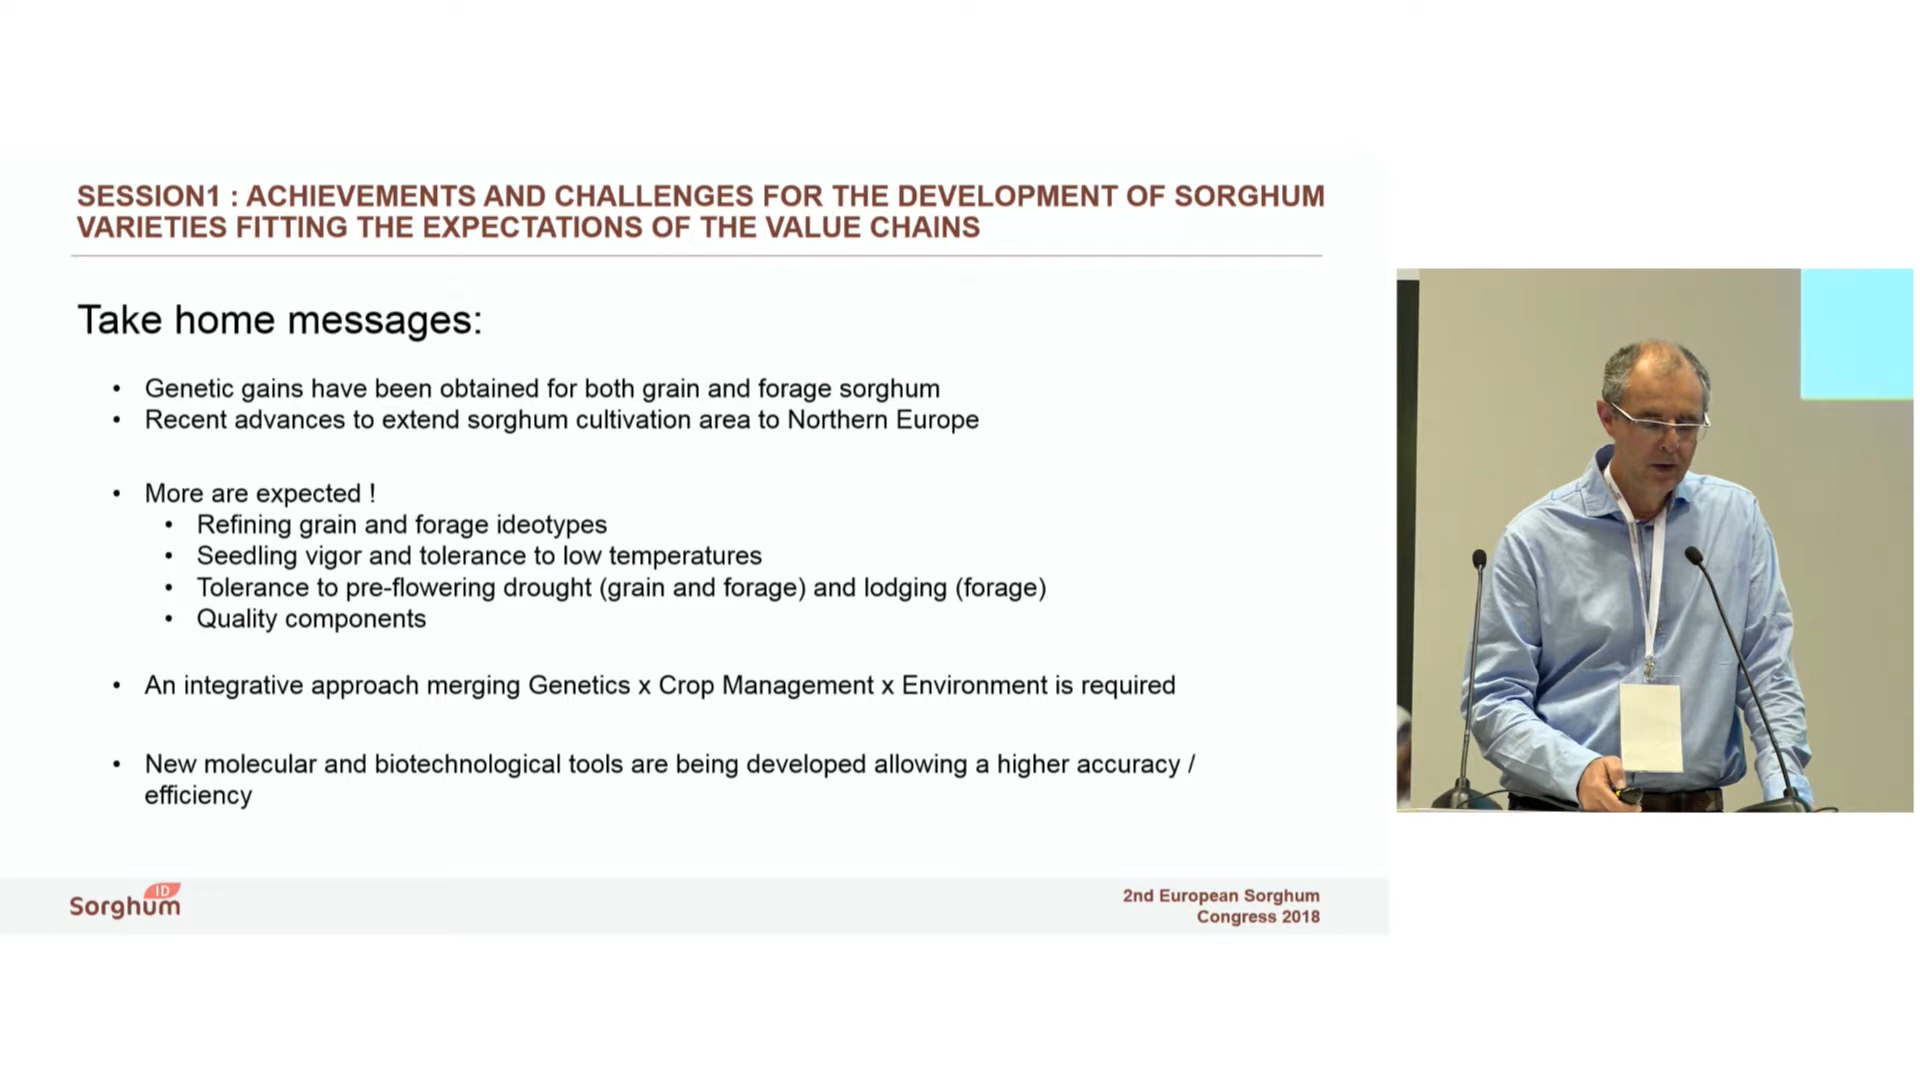 SESSION1 : ACHIEVEMENTS AND CHALLENGES FOR THE DEVELOPMENT OF SORGHUM
VARIETIES FITTING THE EXPECTATIONS OF THE VALUE CHAINS
Take home messages:
• Genetic gains have been obtained for both grain and forage sorghum
• Recent advances to extend sorghum cultivation area to Northern Europe
• More are expected !
• Refining grain and forage ideotypes
• Seedling vigor and tolerance to low temperatures
• Tolerance to pre-flowering drought (grain and forage) and lodging (forage)
• Quality components
• An integrative approach merging Genetics x Crop Management x Environment is required
• New molecular and biotechnological tools are being developed allowing a higher accuracy /
efficiency
Sorghum ID
2nd European Sorghum
Congress 2018